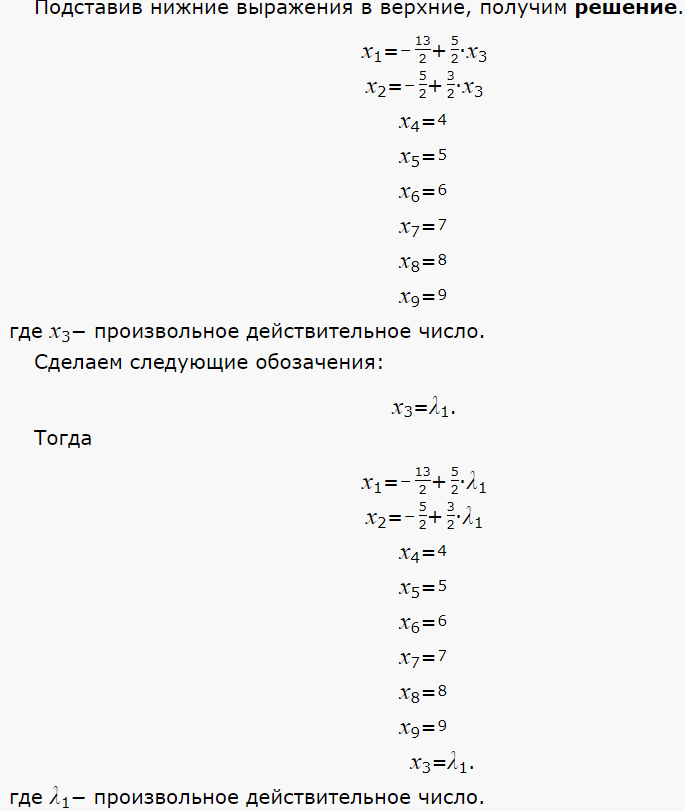 Подставив нижние выражения в верхние, получим решение.
x₁=−13/2+5/2·x₃
x₂=−5/2+3/2·x₃
x₄=4
x₅=5
x₆=6
x₇=7
x₈=8
x₉=9
где x₃− произвольное действительное число.
Сделаем следующие обозачения:
x₃=λ₁.
Тогда
x₁=−13/2+5/2·λ₁
x₂=−5/2+3/2·λ₁
x₄=4
x₅=5
x₆=6
x₇=7
x₈=8
x₉=9
x₃=λ₁.
где λ₁− произвольное действительное число.